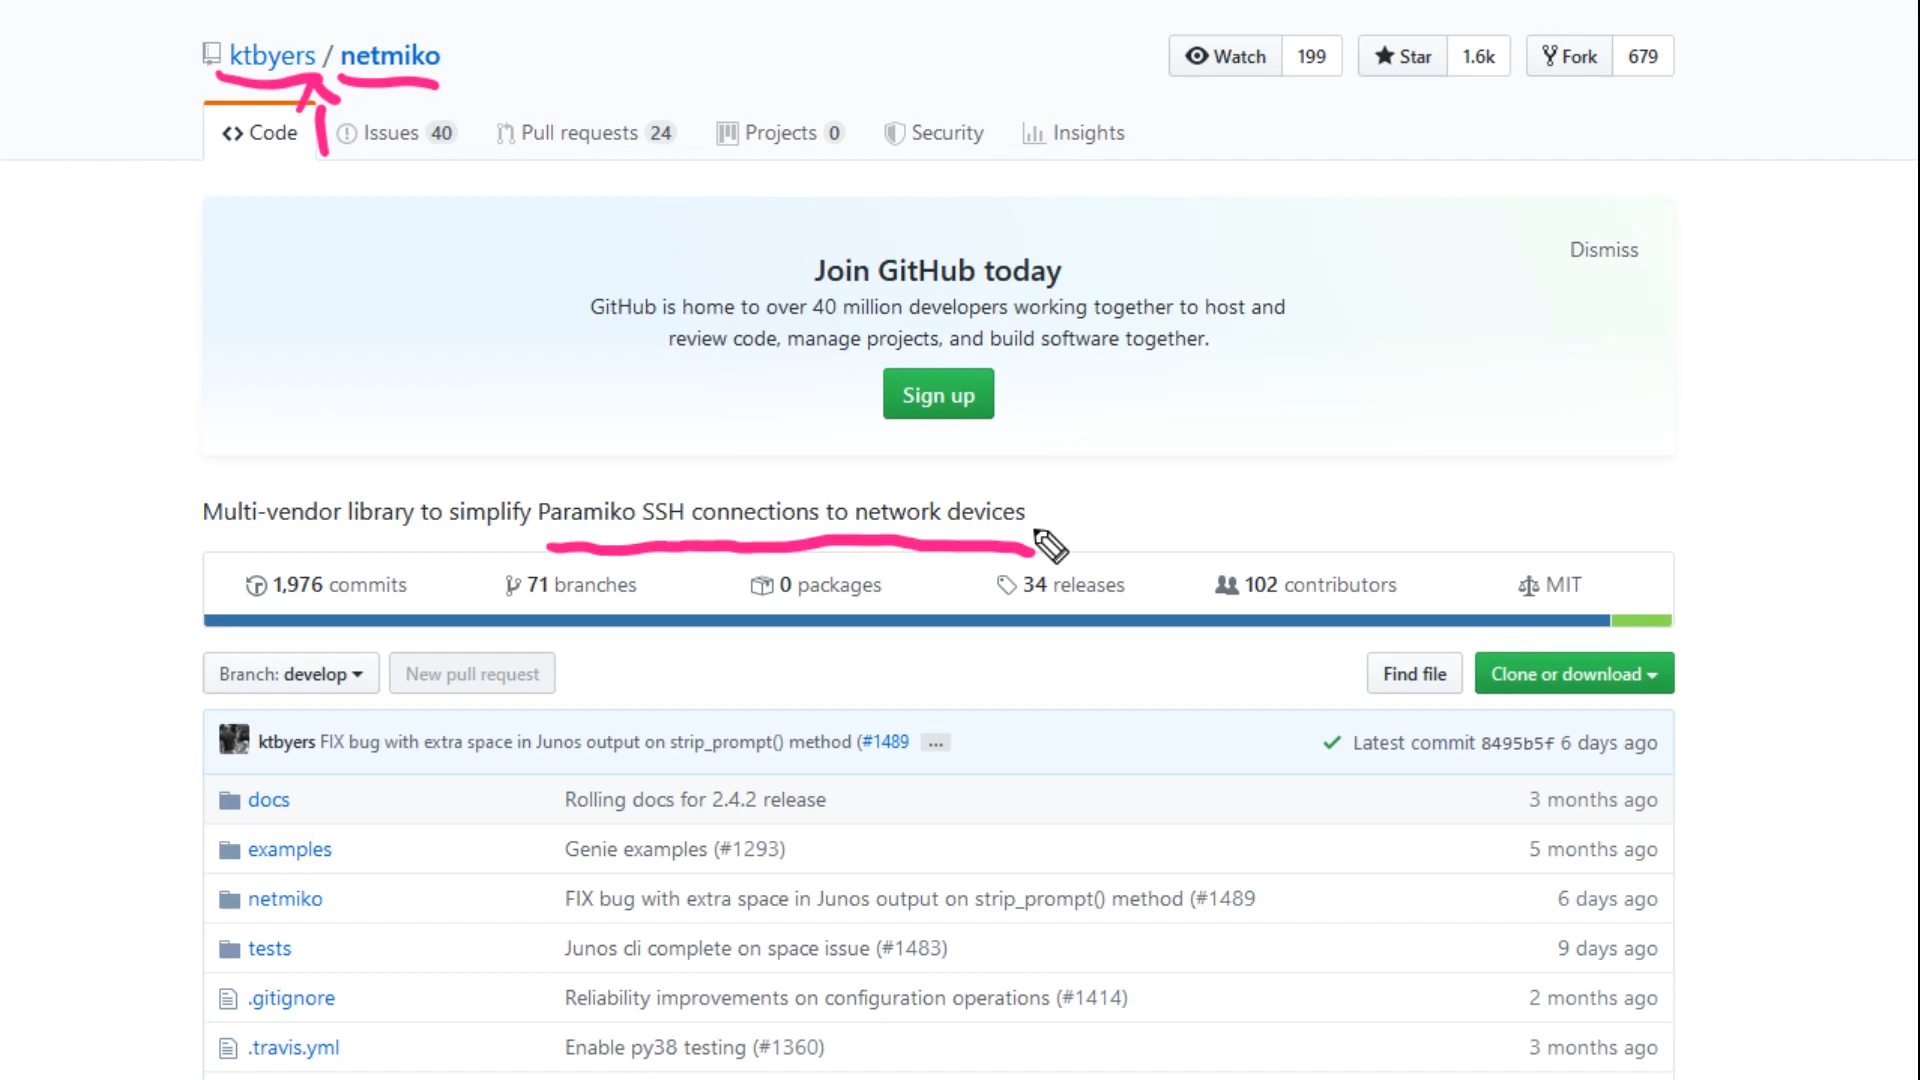 ktbyers / netmiko
Watch 199 Star 1.6k Fork 679
Code Issues 40 Pull requests 24 Projects 0 Security Insights
Dismiss
Join GitHub today
GitHub is home to over 40 million developers working together to host and
review code, manage projects, and build software together.
Sign up
Multi-vendor library to simplify Paramiko SSH connections to network devices
1,976 commits 71 branches 0 packages 34 releases 102 contributors MIT
Branch: develop New pull request Find file Clone or download
ktbyers FIX bug with extra space in Junos output on strip_prompt() method (#1489 ... Latest commit 8495b5f 6 days ago
docs Rolling docs for 2.4.2 release 3 months ago
examples Genie examples (#1293) 5 months ago
netmiko FIX bug with extra space in Junos output on strip_prompt() method (#1489 6 days ago
tests Junos cli complete on space issue (#1483) 9 days ago
.gitignore Reliability improvements on configuration operations (#1414) 2 months ago
.travis.yml Enable py38 testing (#1360) 3 months ago